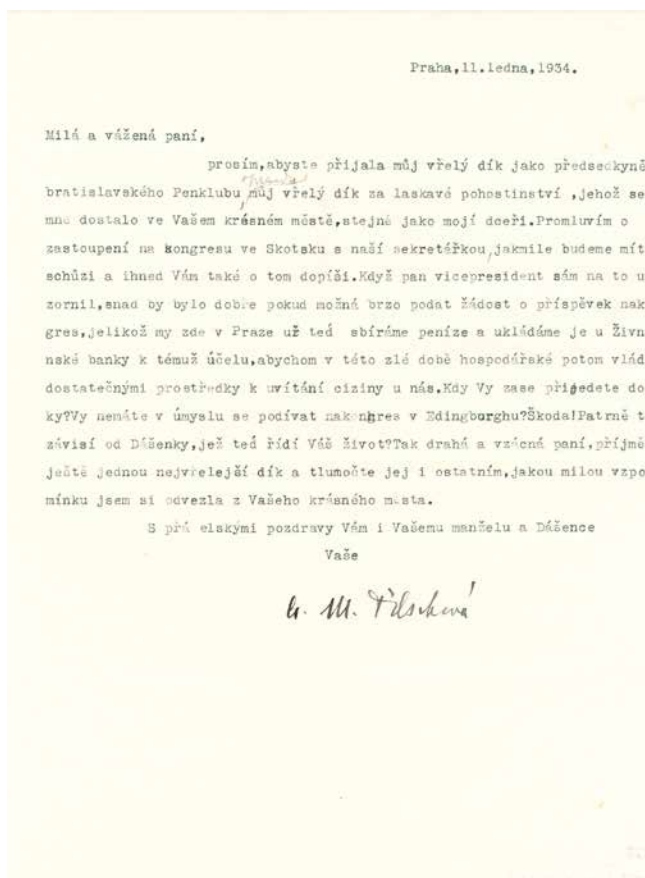 Praha,11.ledna,1934.
Milá a vážená paní,
prosím,abyste přijala můj vřelý dík jako předsedkyně
bratislavského Penklubu,můj vřelý dík za laskavé pohostinství ,jehož se
mně dostalo ve Vašem krásném městě,stejně jako mojí dceři.Promluvím o
zastoupení na kongresu ve Skotsku s naší sekretářkou,jakmile budeme mít
schůzi a ihned Vám také o tom dopíši.Když pan vicepresident sám na to u
zornil,snad by bylo dobře pokud možná brzo podat žádost o příspěvek nak
gres,jelikož my zde v Praze už teď sbíráme peníze a ukládáme je u Živn
nské banky k témuž účelu,abychom v této zlé době hospodářské potom vlád
dostatečnými prostředky k uvítání ciziny u nás.Kdy Vy zase přijedete do
ky?Vy nemáte v úmyslu se podívat nakongres v Edingborghu?Škoda!Patrně t
závisí od Dášenky,jež teď řídí Váš život?Tak drahá a vzácná paní,příjmě
ještě jednou nejvřelejší dík a tlumočte jej i ostatním,jakou milou vzpo
mínku jsem si odvezla z Vašeho krásného města.
S přá elskými pozdravy Vám i Vašemu manželu a Dášence
Vaše
A. M. Tilschová